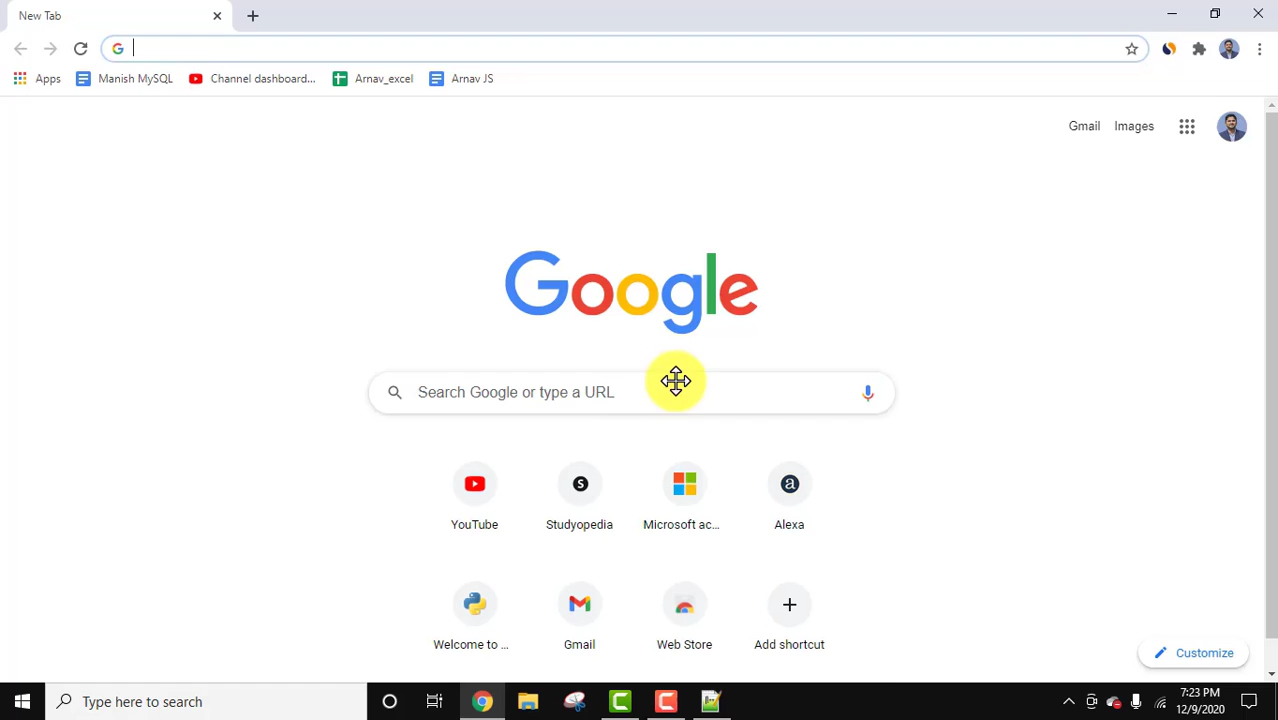 New Tab
Apps
Manish MySQL
Channel dashboard...
Arnav_excel
Arnav JS
Gmail
Images
Google
Search Google or type a URL
YouTube
Studyopedia
Microsoft ac...
Alexa
Welcome to ...
Gmail
Web Store
Add shortcut
Customize
Type here to search
7:23 PM
12/9/2020